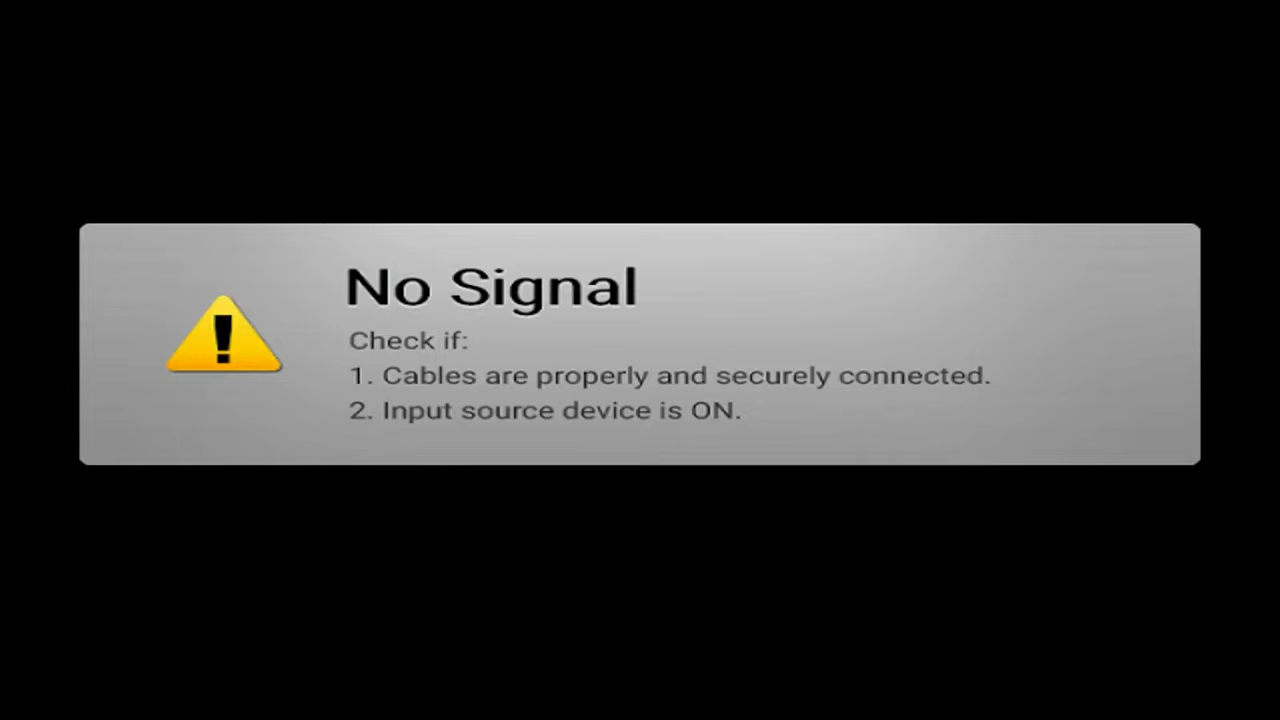 No Signal
Check if:
1. Cables are properly and securely connected.
2. Input source device is ON.